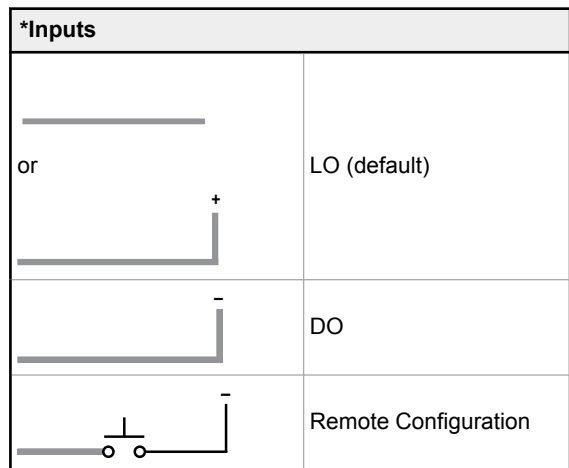 *Inputs
or
+
LO (default)
–
DO
–
Remote Configuration